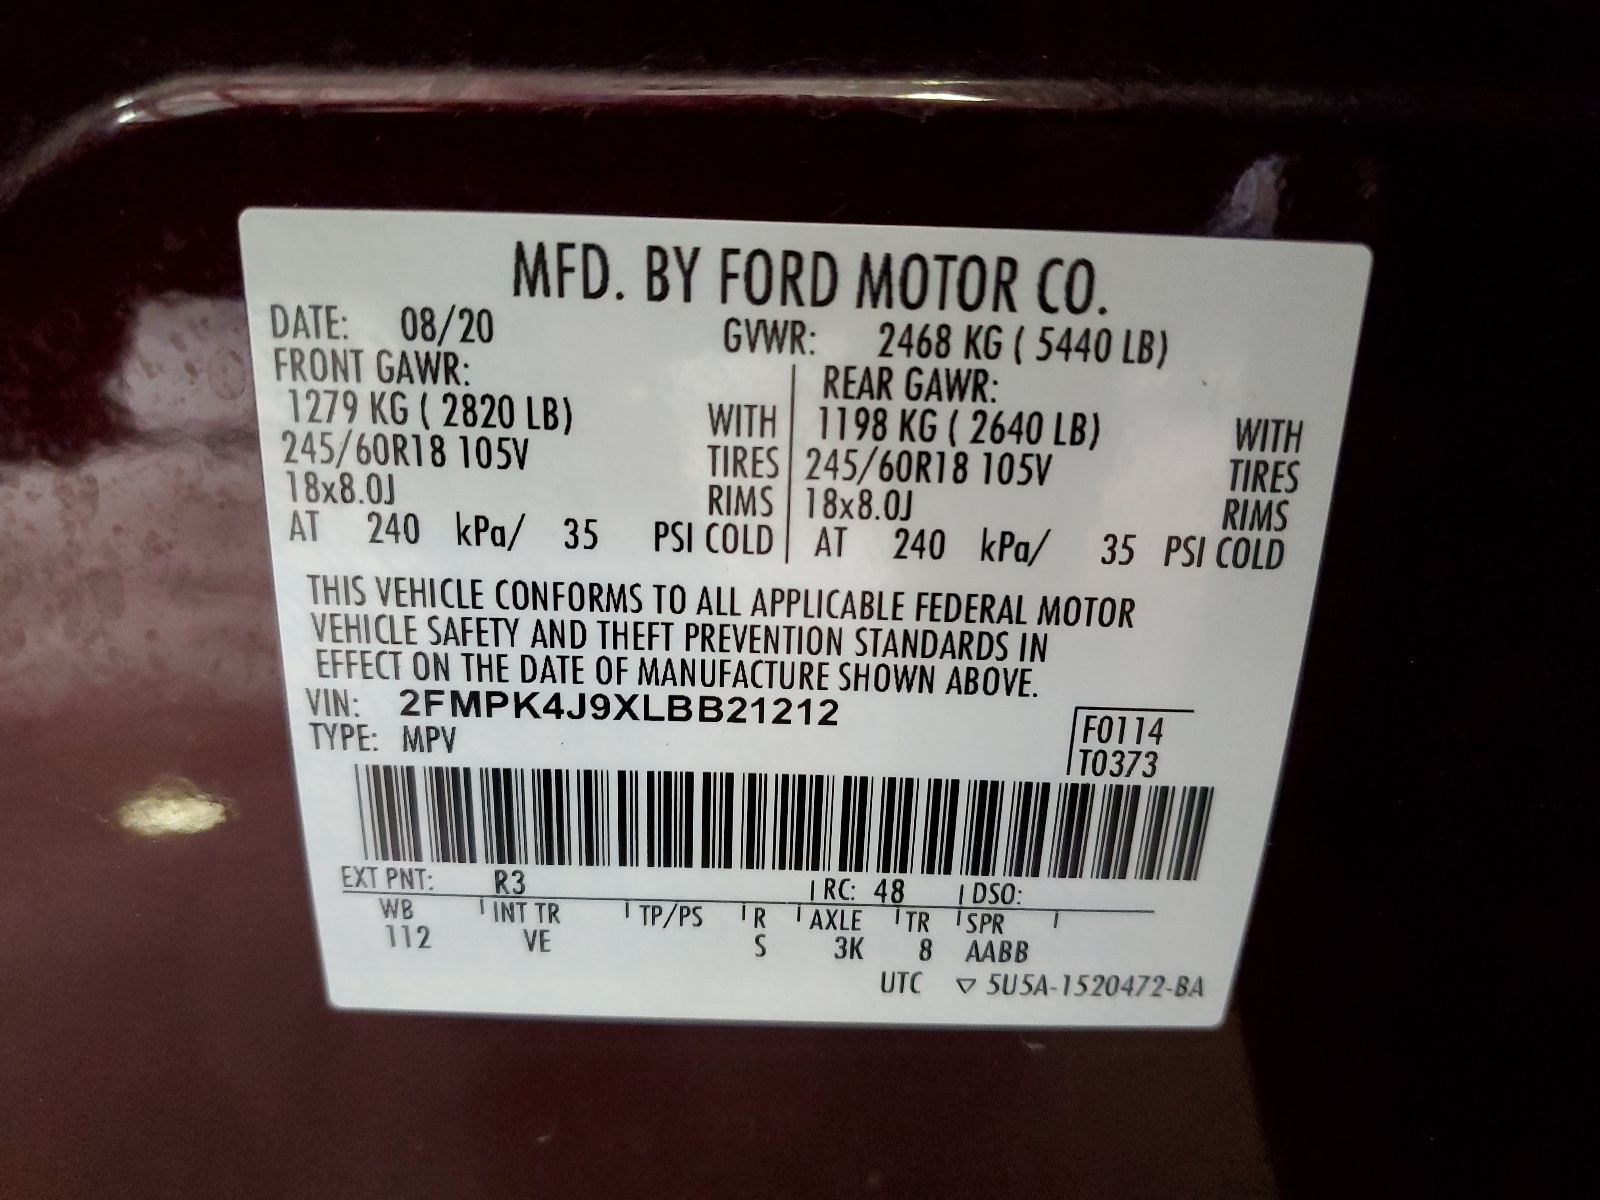 MFD. BY FORD MOTOR CO.
DATE: 08/20 GVWR: 2468 KG ( 5440 LB)
FRONT GAWR: REAR GAWR:
1279 KG ( 2820 LB) WITH 1198 KG ( 2640 LB) WITH
245/60R18 105V TIRES 245/60R18 105V TIRES
18x8.0J RIMS 18x8.0J RIMS
AT 240 kPa/ 35 PSI COLD AT 240 kPa/ 35 PSI COLD
THIS VEHICLE CONFORMS TO ALL APPLICABLE FEDERAL MOTOR
VEHICLE SAFETY AND THEFT PREVENTION STANDARDS IN
EFFECT ON THE DATE OF MANUFACTURE SHOWN ABOVE.
VIN: 2FMPK4J9XLBB21212
TYPE: MPV
F0114
T0373
EXT PNT: R3 RC: 48 DSO:
WB INT TR TP/PS R AXLE TR SPR
112 VE S 3K 8 AABB
UTC ▽ 5U5A-1520472-BA